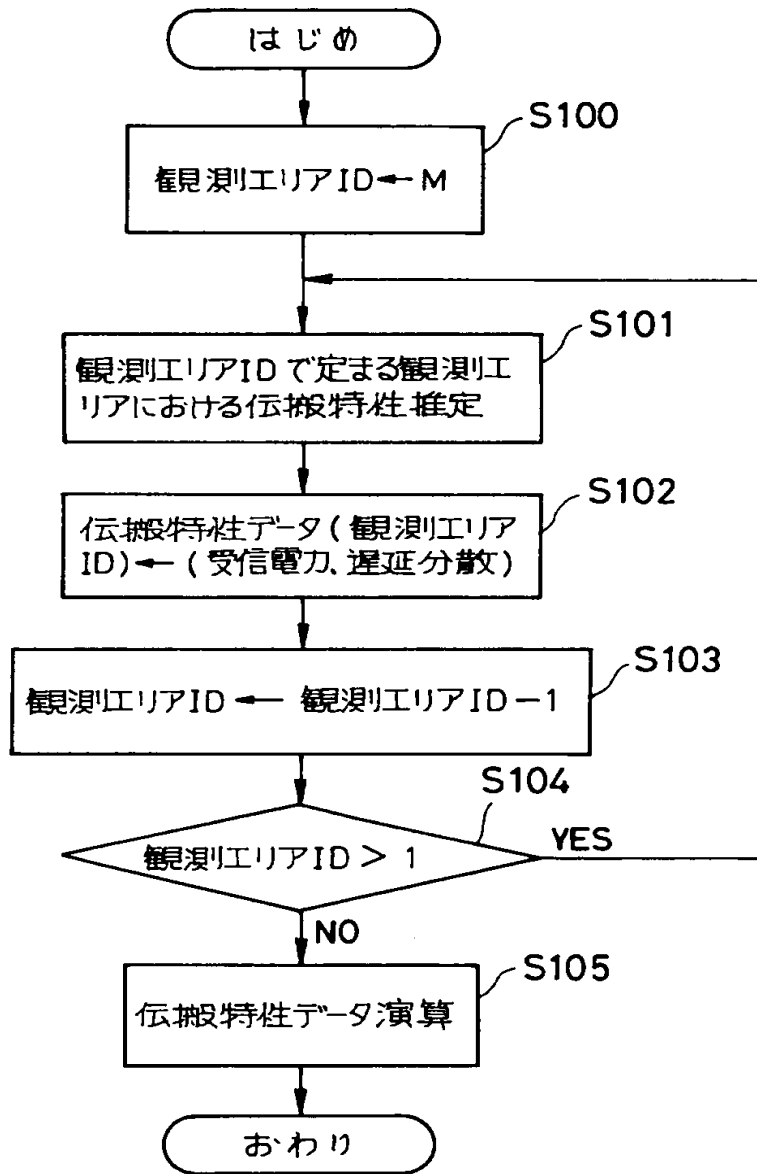 はじめ
S100
観測エリアID←M
S101
観測エリアIDで定まる観測エ
リアにおける伝搬特性推定
S102
伝搬特性データ(観測エリア
ID)←(受信電力、遅延分散)
S103
観測エリアID ← 観測エリアID－1
S104
観測エリアID > 1
YES
NO
S105
伝搬特性データ演算
おわり